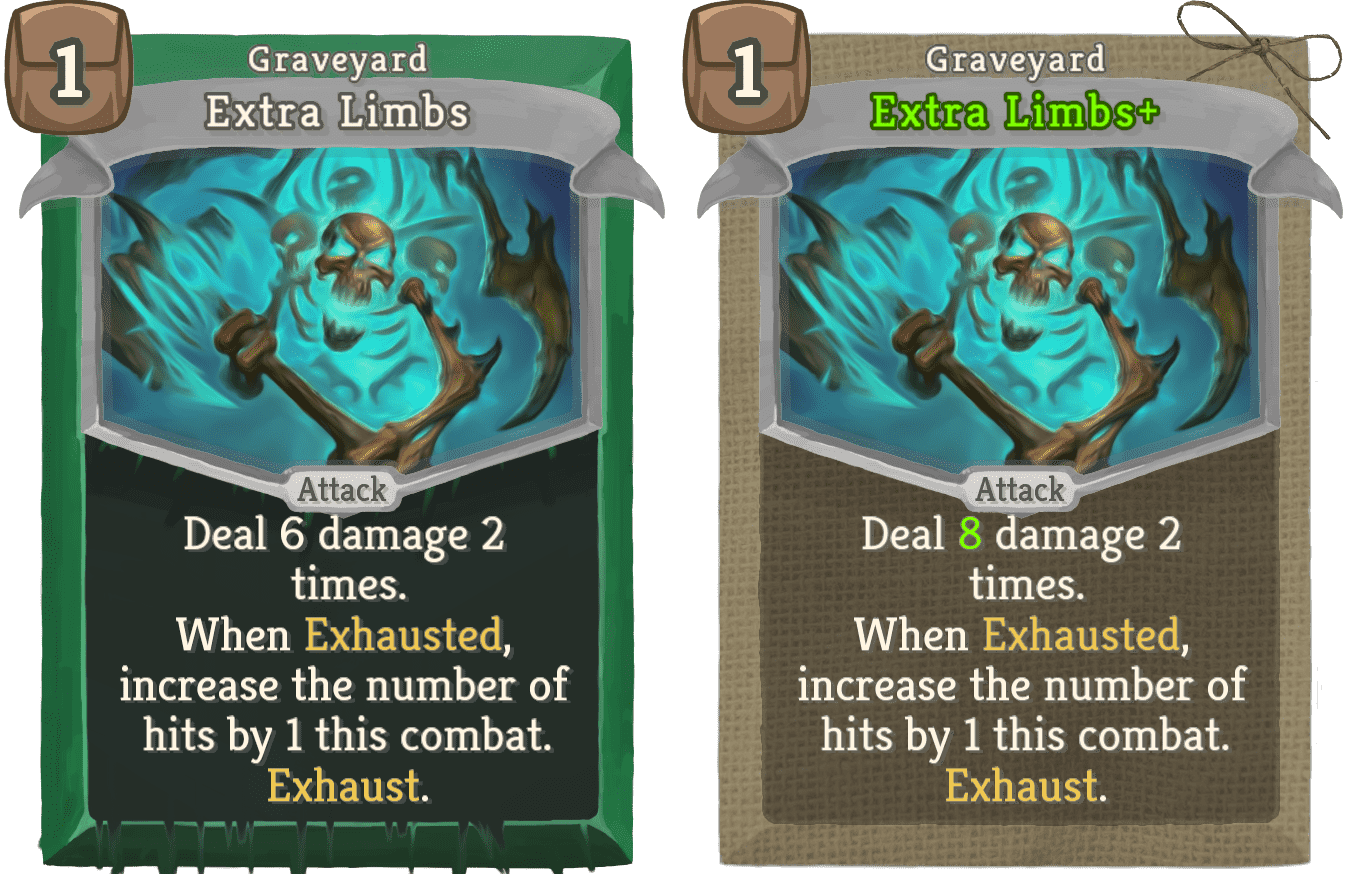 1
Graveyard
Extra Limbs
Attack
Deal 6 damage 2
times.
When Exhausted,
increase the number of
hits by 1 this combat.
Exhaust.
1
Graveyard
Extra Limbs+
Attack
Deal 8 damage 2
times.
When Exhausted,
increase the number of
hits by 1 this combat.
Exhaust.